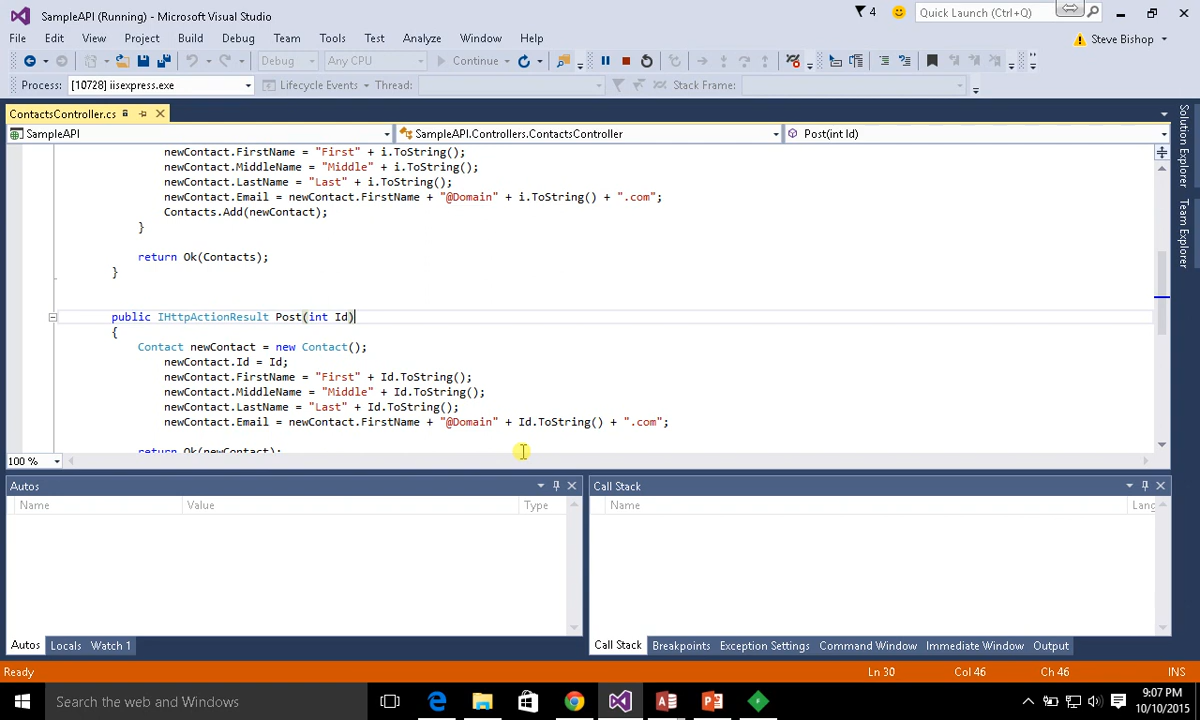 SampleAPI (Running) - Microsoft Visual Studio
4
Quick Launch (Ctrl+Q)
File Edit View Project Build Debug Team Tools Test Analyze Window Help
Steve Bishop
Debug Any CPU Continue
Process: [10728] iisexpress.exe Lifecycle Events Thread: Stack Frame:
ContactsController.cs
SampleAPI SampleAPI.Controllers.ContactsController Post(int Id)
newContact.FirstName = "First" + i.ToString();
newContact.MiddleName = "Middle" + i.ToString();
newContact.LastName = "Last" + i.ToString();
newContact.Email = newContact.FirstName + "@Domain" + i.ToString() + ".com";
Contacts.Add(newContact);
}
return Ok(Contacts);
}
public IHttpActionResult Post(int Id)
{
Contact newContact = new Contact();
newContact.Id = Id;
newContact.FirstName = "First" + Id.ToString();
newContact.MiddleName = "Middle" + Id.ToString();
newContact.LastName = "Last" + Id.ToString();
newContact.Email = newContact.FirstName + "@Domain" + Id.ToString() + ".com";
return Ok(newContact);
100 %
Solution Explorer
Team Explorer
Autos
Name Value Type
Autos Locals Watch 1
Call Stack
Name Lang
Call Stack Breakpoints Exception Settings Command Window Immediate Window Output
Ready Ln 30 Col 46 Ch 46 INS
Search the web and Windows
9:07 PM
10/10/2015